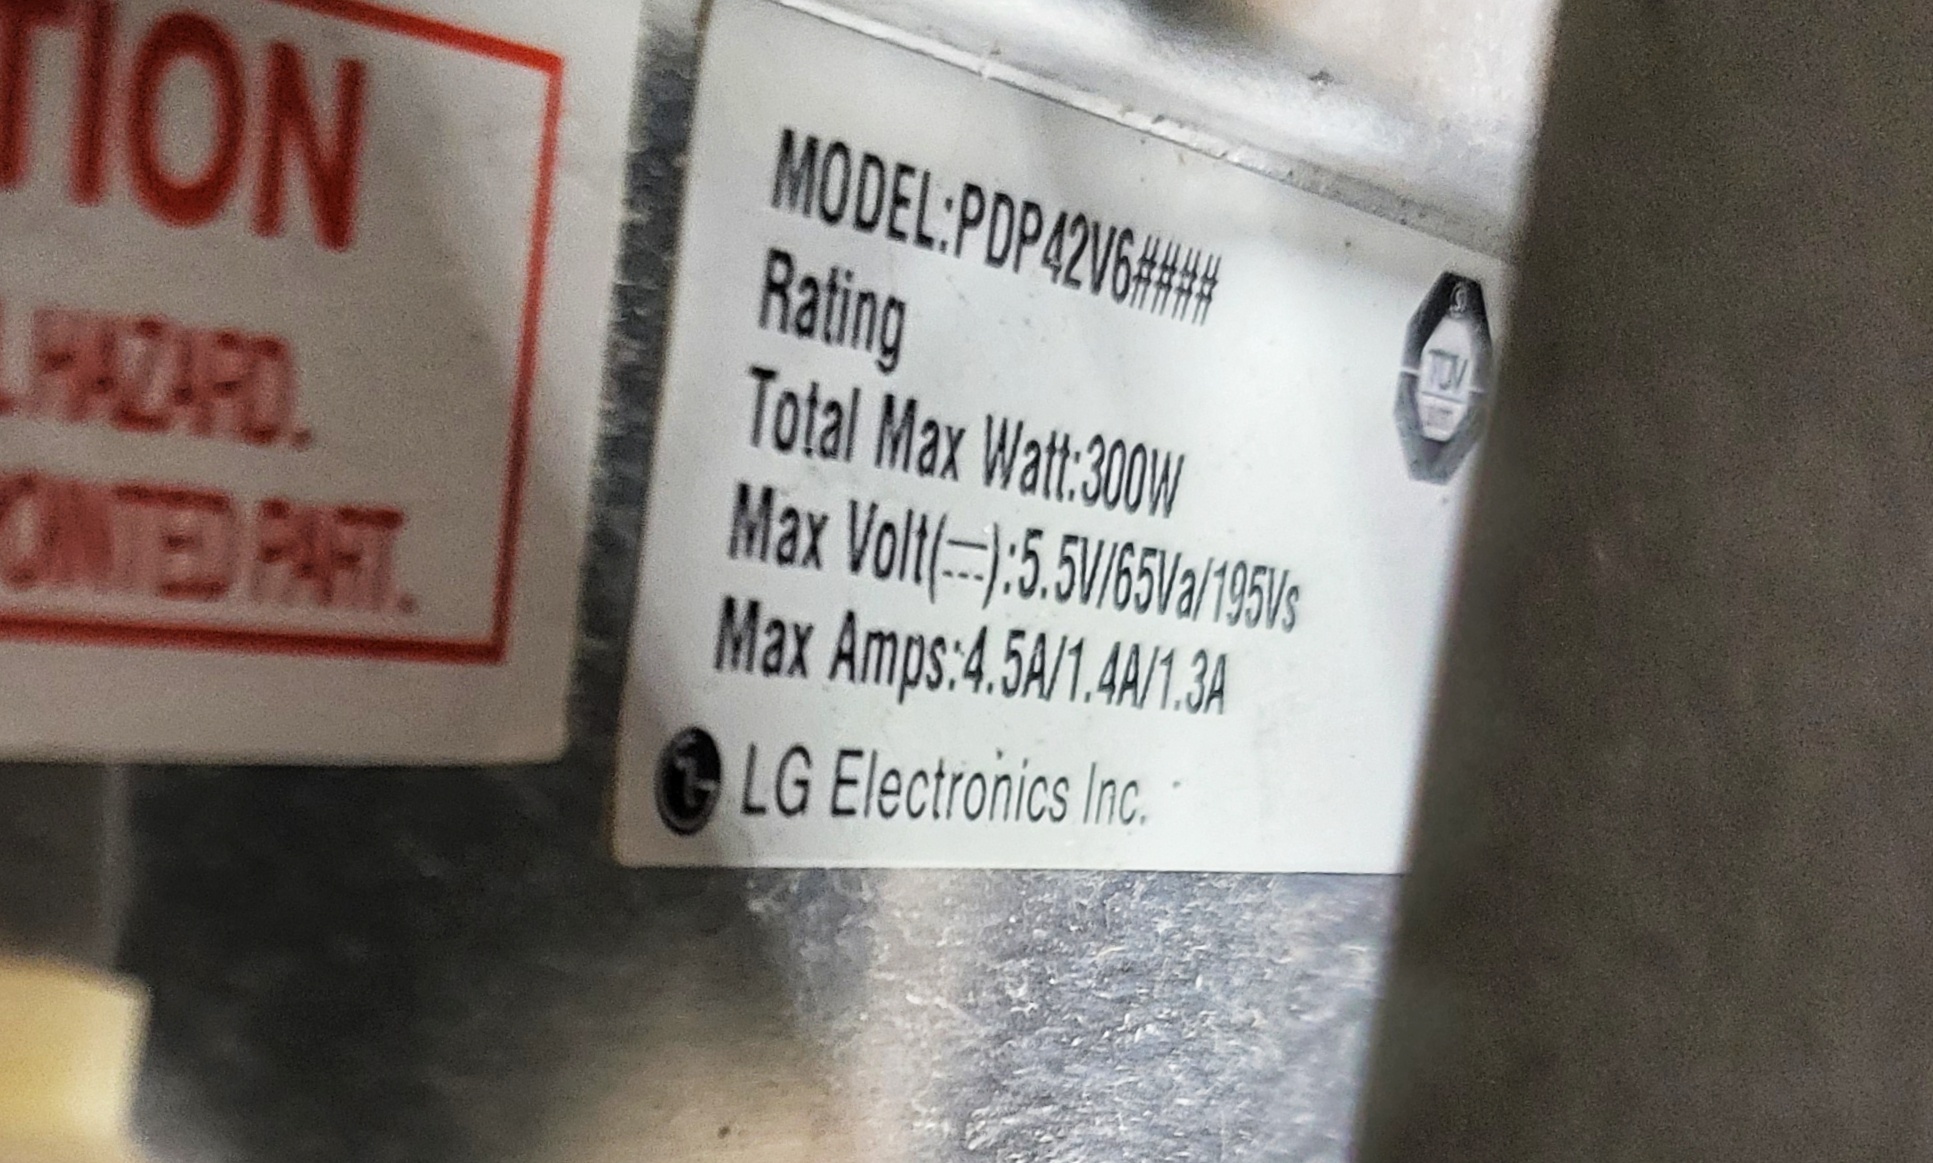 TION
HAZARD.
PART.
MODEL:PDP42V6####
Rating
Total Max Watt:300W
Max Volt(⎓):5.5V/65Va/195Vs
Max Amps:4.5A/1.4A/1.3A
LG Electronics Inc.
TÜV